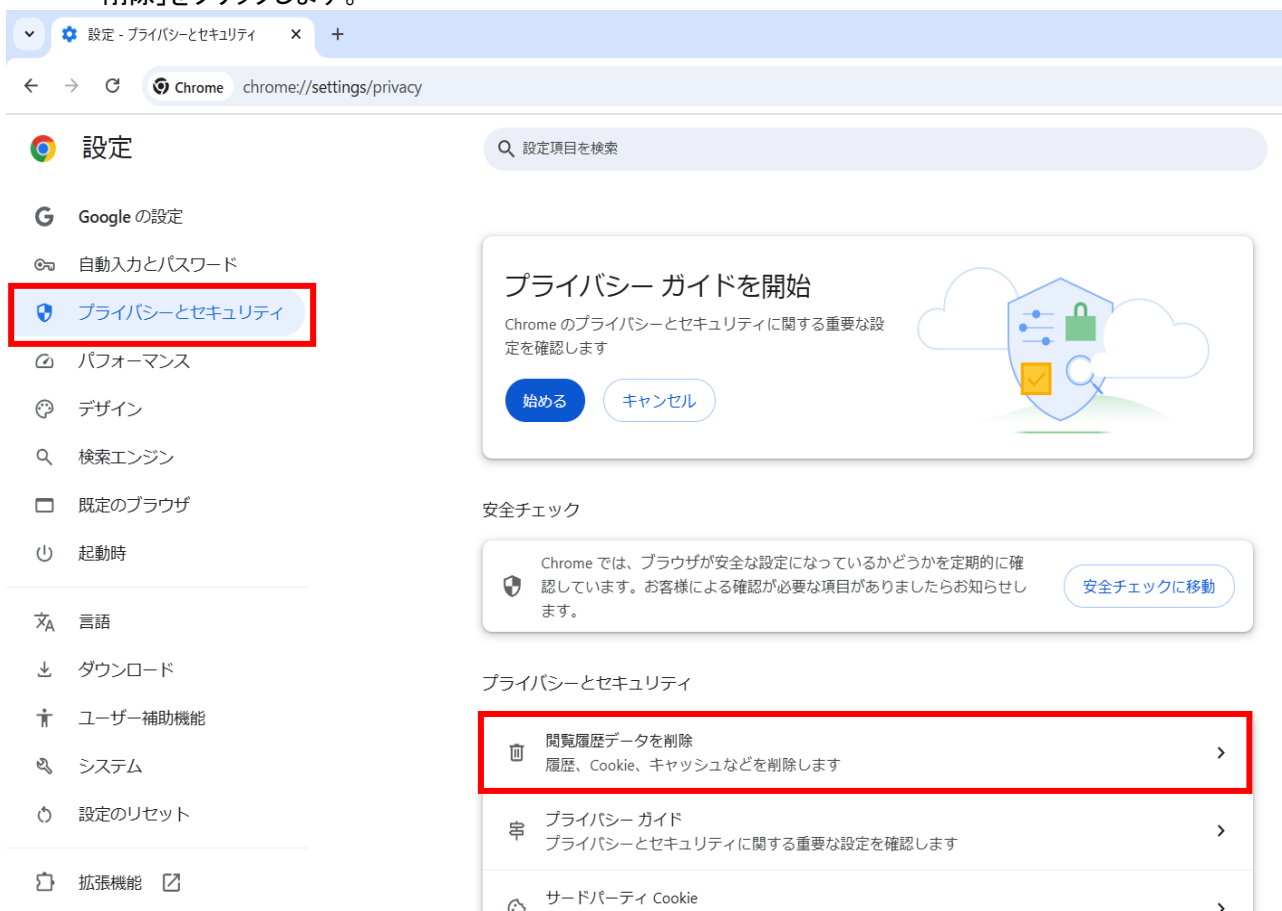 削除」をクリックします。
設定 - プライバシーとセキュリティ
Chrome chrome://settings/privacy
設定
設定項目を検索
Google の設定
自動入力とパスワード
プライバシーとセキュリティ
パフォーマンス
デザイン
検索エンジン
既定のブラウザ
起動時
言語
ダウンロード
ユーザー補助機能
システム
設定のリセット
拡張機能
プライバシー ガイドを開始
Chrome のプライバシーとセキュリティに関する重要な設
定を確認します
始める キャンセル
安全チェック
Chrome では、ブラウザが安全な設定になっているかどうかを定期的に確
認しています。お客様による確認が必要な項目がありましたらお知らせし
ます。
安全チェックに移動
プライバシーとセキュリティ
閲覧履歴データを削除
履歴、Cookie、キャッシュなどを削除します
プライバシー ガイド
プライバシーとセキュリティに関する重要な設定を確認します
サードパーティ Cookie